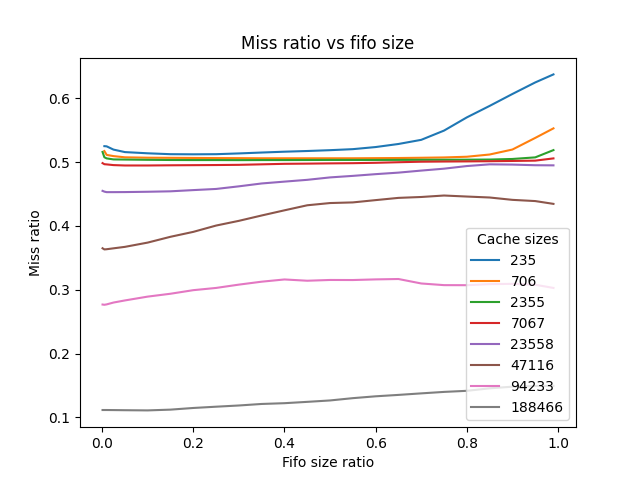 Miss ratio vs fifo size
Miss ratio
0.6
0.5
0.4
0.3
0.2
0.1
Cache sizes
235
706
2355
7067
23558
47116
94233
188466
0.0 0.2 0.4 0.6 0.8 1.0
Fifo size ratio